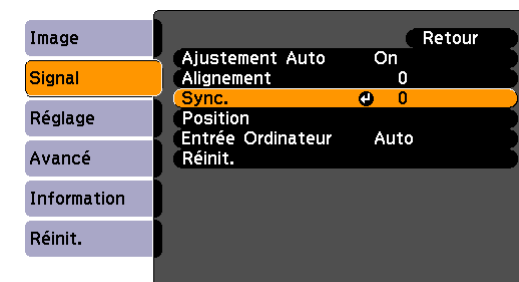 Image
Signal
Réglage
Avancé
Information
Réinit.
Retour
Ajustement Auto On
Alignement 0
Sync. 0
Position
Entrée Ordinateur Auto
Réinit.